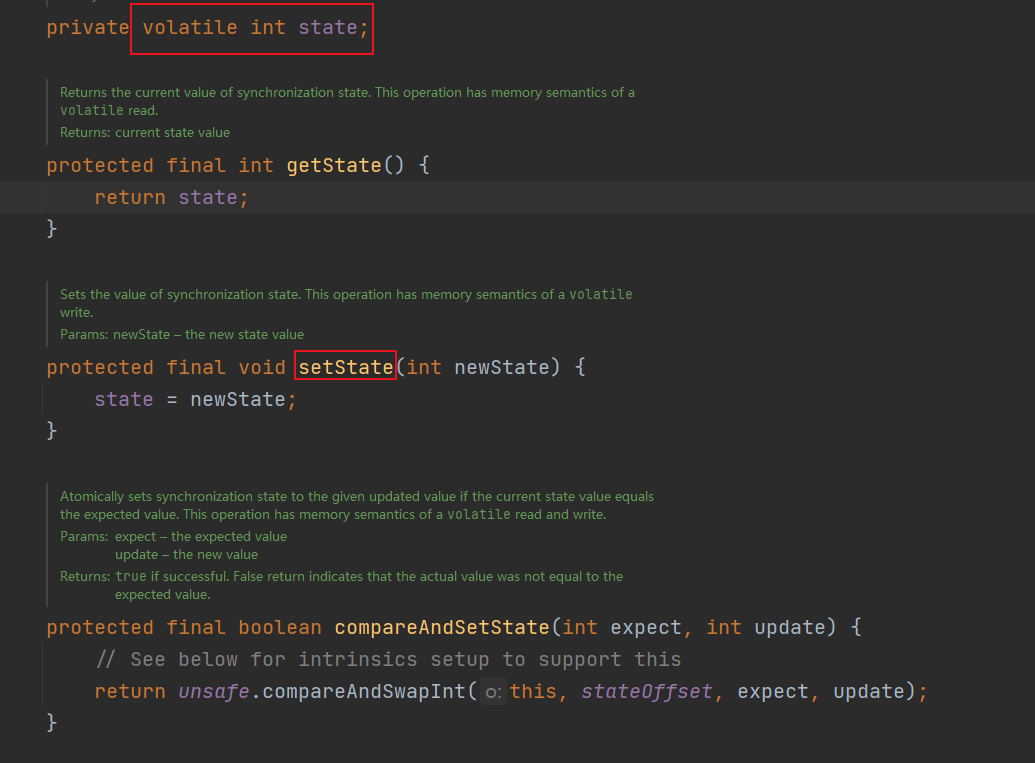 private volatile int state;
Returns the current value of synchronization state. This operation has memory semantics of a
volatile read.
Returns: current state value
protected final int getState() {
return state;
}
Sets the value of synchronization state. This operation has memory semantics of a volatile
write.
Params: newState – the new state value
protected final void setState(int newState) {
state = newState;
}
Atomically sets synchronization state to the given updated value if the current state value equals
the expected value. This operation has memory semantics of a volatile read and write.
Params: expect – the expected value
update – the new value
Returns: true if successful. False return indicates that the actual value was not equal to the
expected value.
protected final boolean compareAndSetState(int expect, int update) {
// See below for intrinsics setup to support this
return unsafe.compareAndSwapInt( o: this, stateOffset, expect, update);
}